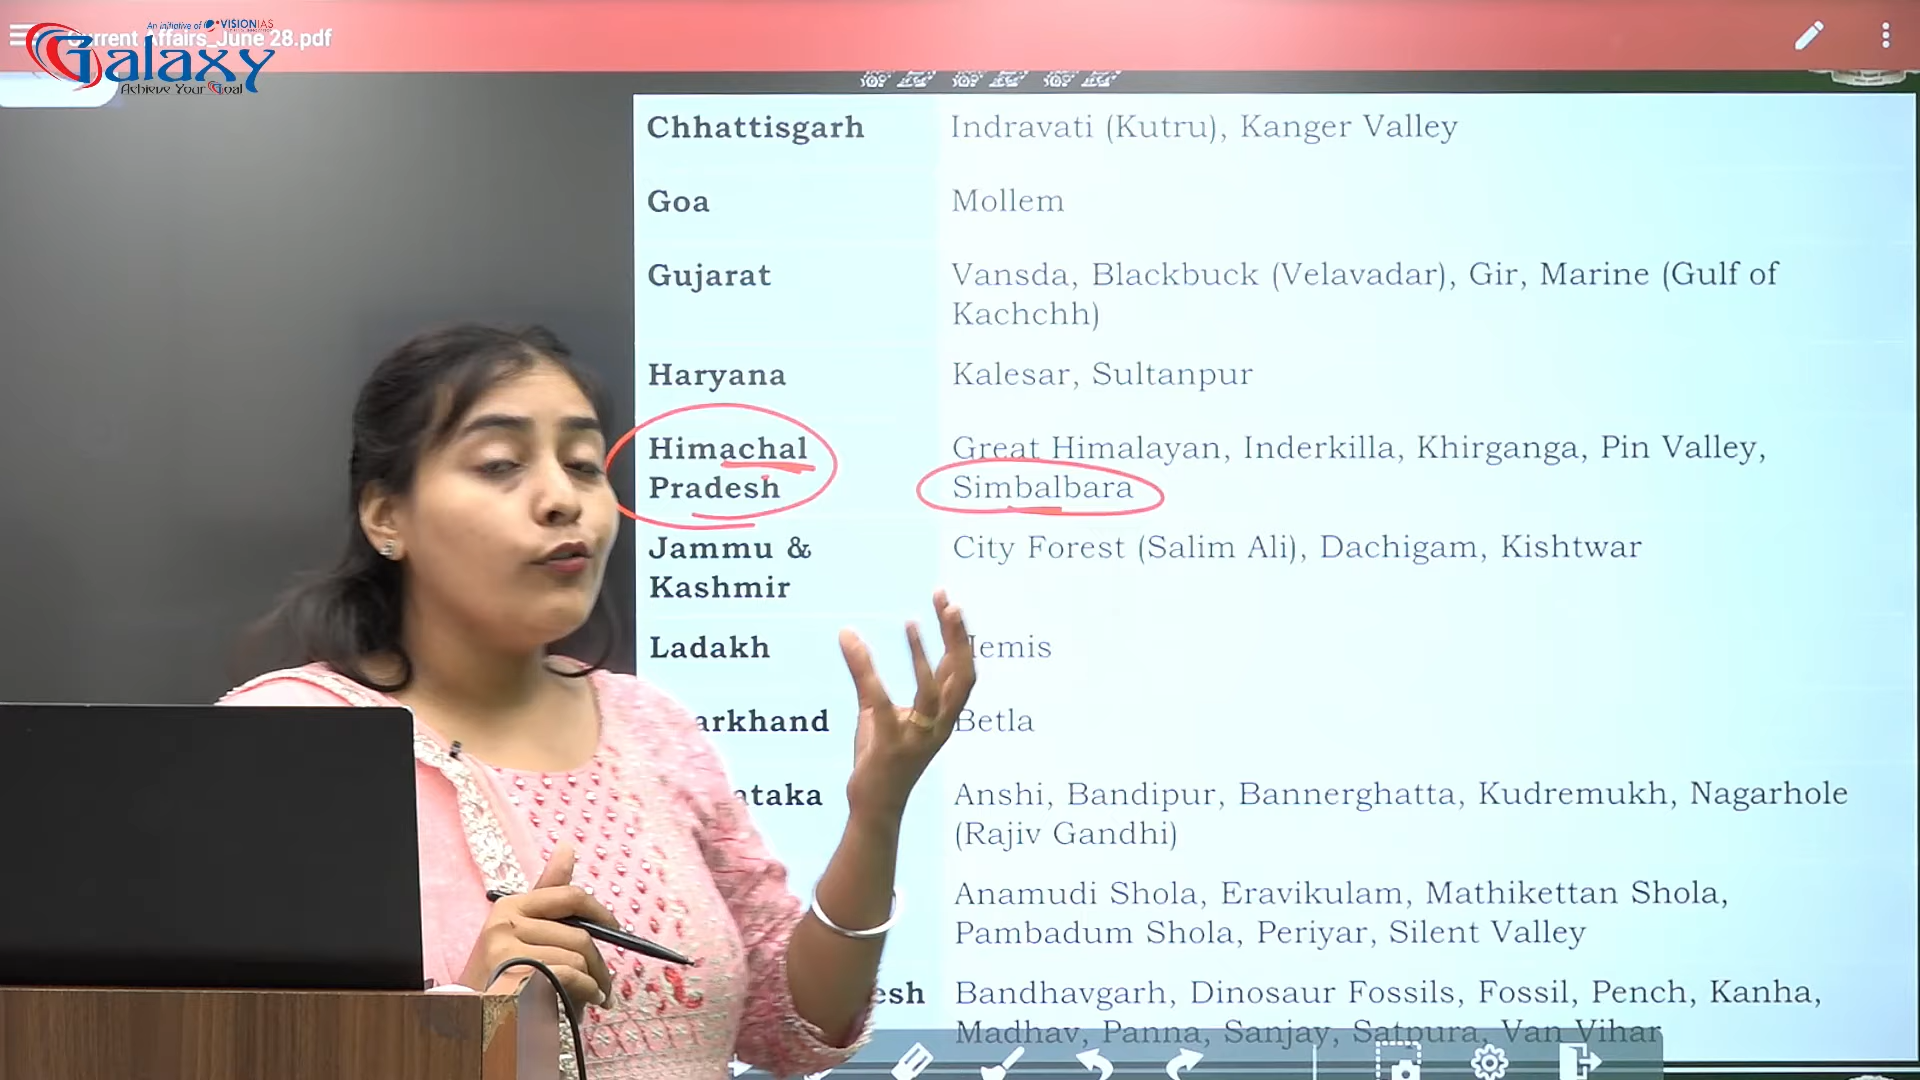 An initiative of VISIONIAS
Current Affairs_June 28.pdf
Galaxy
Achieve Your Goal
Chhattisgarh Indravati (Kutru), Kanger Valley
Goa Mollem
Gujarat Vansda, Blackbuck (Velavadar), Gir, Marine (Gulf of
Kachchh)
Haryana Kalesar, Sultanpur
Himachal Great Himalayan, Inderkilla, Khirganga, Pin Valley,
Pradesh Simbalbara
Jammu & City Forest (Salim Ali), Dachigam, Kishtwar
Kashmir
Ladakh emis
arkhand Betla
ataka Anshi, Bandipur, Bannerghatta, Kudremukh, Nagarhole
(Rajiv Gandhi)
Anamudi Shola, Eravikulam, Mathikettan Shola,
Pambadum Shola, Periyar, Silent Valley
esh Bandhavgarh, Dinosaur Fossils, Fossil, Pench, Kanha,
Madhav, Panna, Sanjay, Satpura, Van Vihar